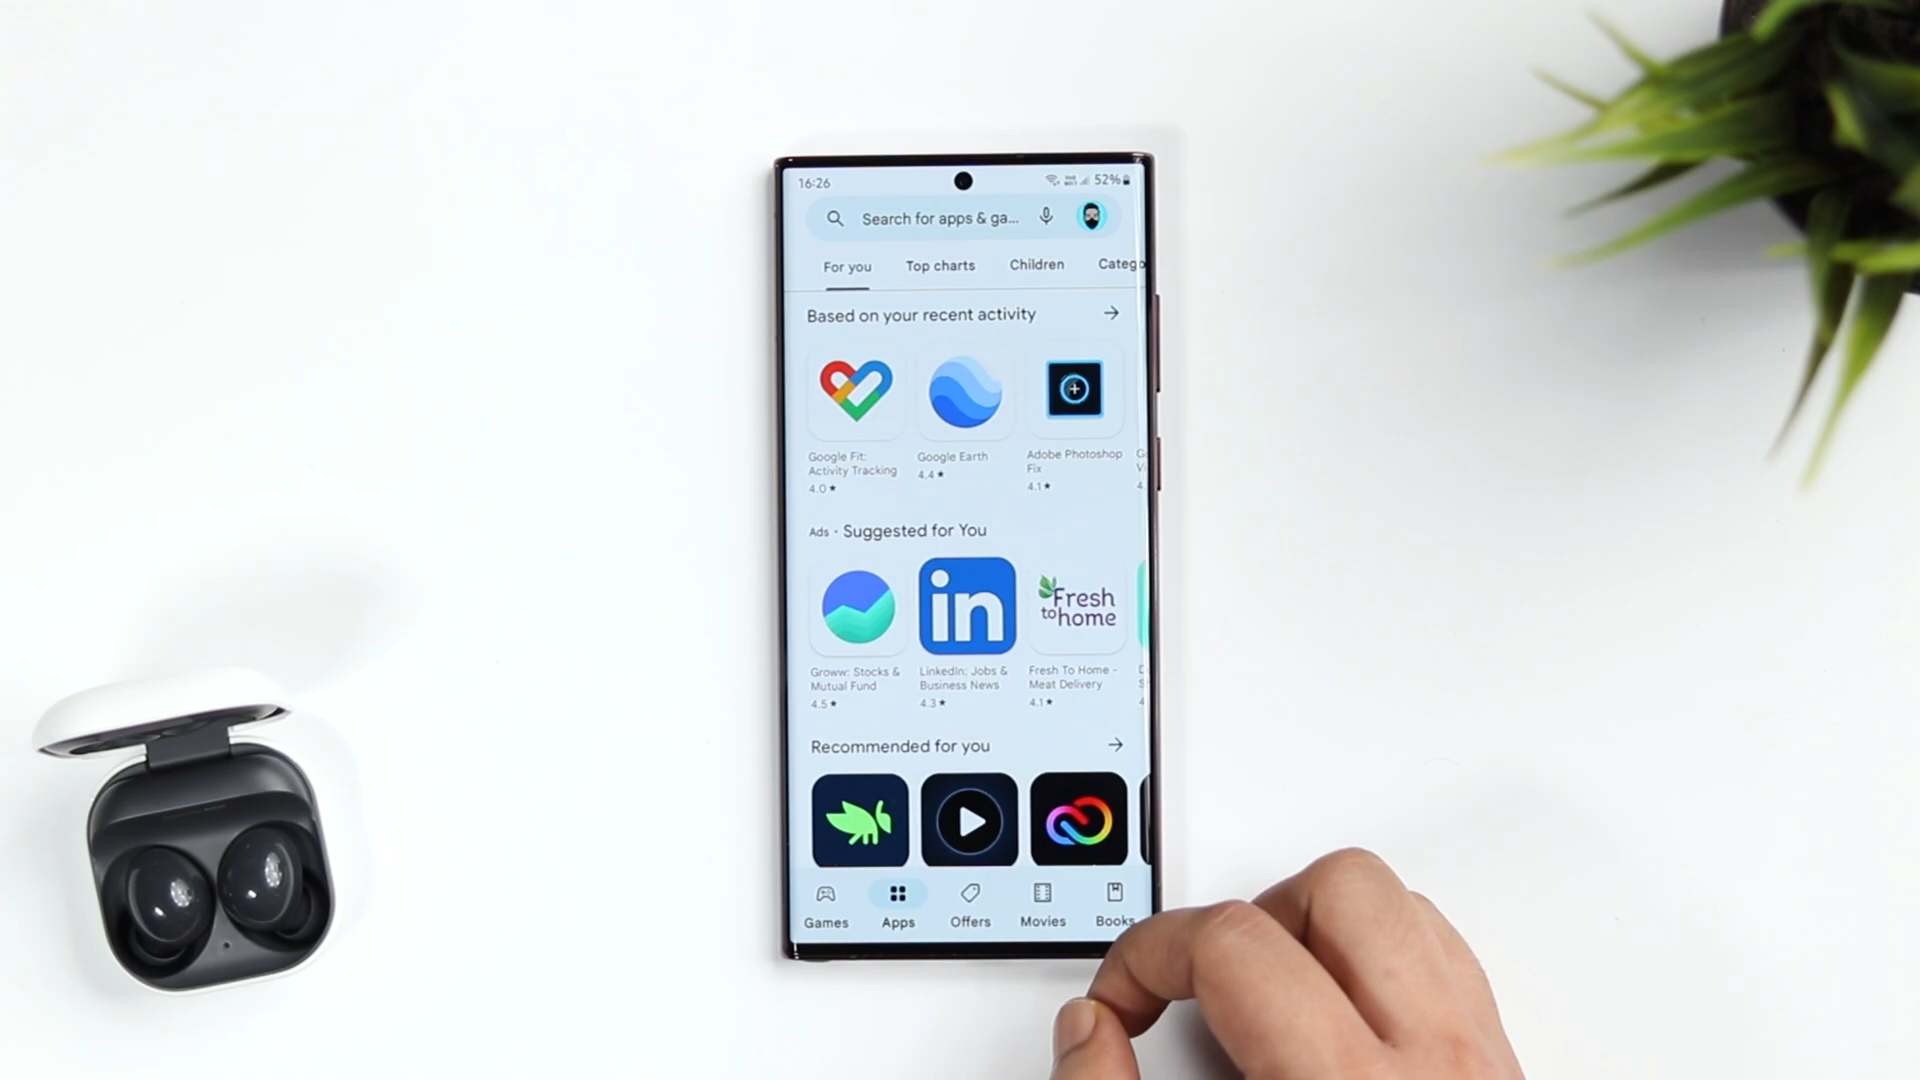 16:26
52%
Search for apps & ga...
For you
Top charts
Children
Catego
Based on your recent activity
Google Fit:
Activity Tracking
4.0★
Google Earth
4.4★
Adobe Photoshop
Fix
4.1★
Ads · Suggested for You
in
Fresh
to home
Groww: Stocks &
Mutual Fund
4.5★
LinkedIn: Jobs &
Business News
4.3★
Fresh To Home -
Meat Delivery
4.1★
Recommended for you
Games
Apps
Offers
Movies
Books